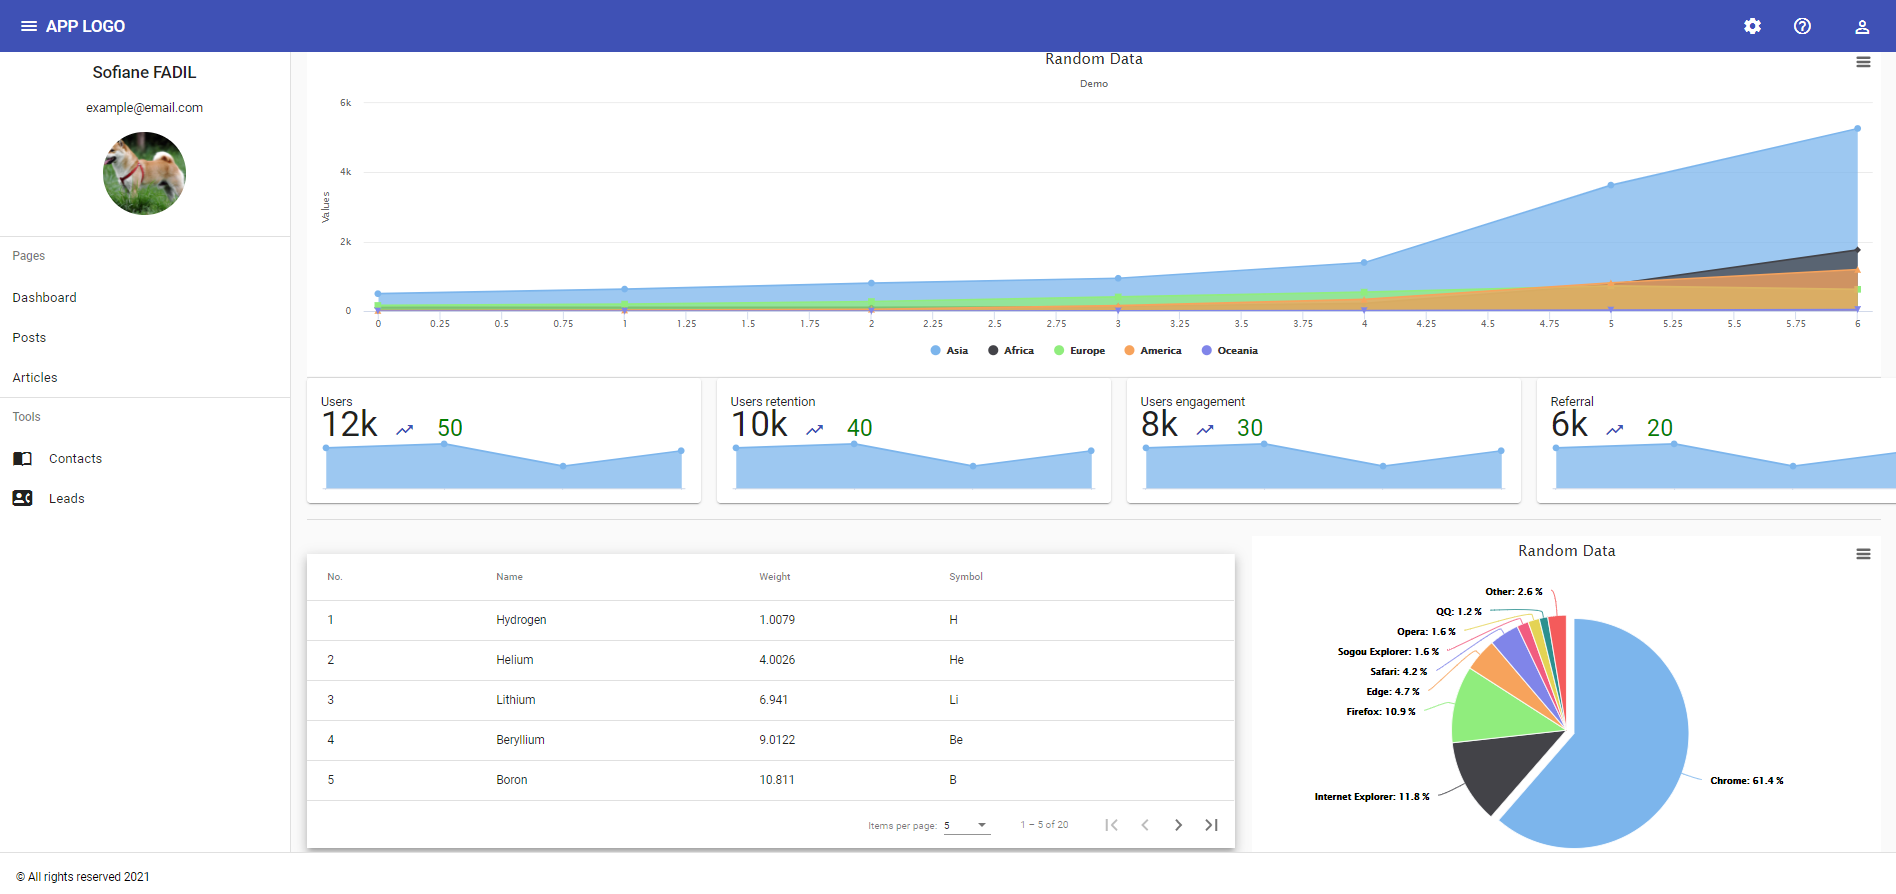 APP LOGO
Sofiane FADIL
example@email.com
Pages
Dashboard
Posts
Articles
Tools
Contacts
Leads
Random Data
Demo
Values
6k
4k
2k
0
0 0.25 0.5 0.75 1 1.25 1.5 1.75 2 2.25 2.5 2.75 3 3.25 3.5 3.75 4 4.25 4.5 4.75 5 5.25 5.5 5.75 6
Asia Africa Europe America Oceania
Users
12k 50
Users retention
10k 40
Users engagement
8k 30
Referral
6k 20
No. Name Weight Symbol
1 Hydrogen 1.0079 H
2 Helium 4.0026 He
3 Lithium 6.941 Li
4 Beryllium 9.0122 Be
5 Boron 10.811 B
Items per page: 5 1 – 5 of 20
Random Data
Other: 2.6 %
QQ: 1.2 %
Opera: 1.6 %
Sogou Explorer: 1.6 %
Safari: 4.2 %
Edge: 4.7 %
Firefox: 10.9 %
Chrome: 61.4 %
Internet Explorer: 11.8 %
© All rights reserved 2021